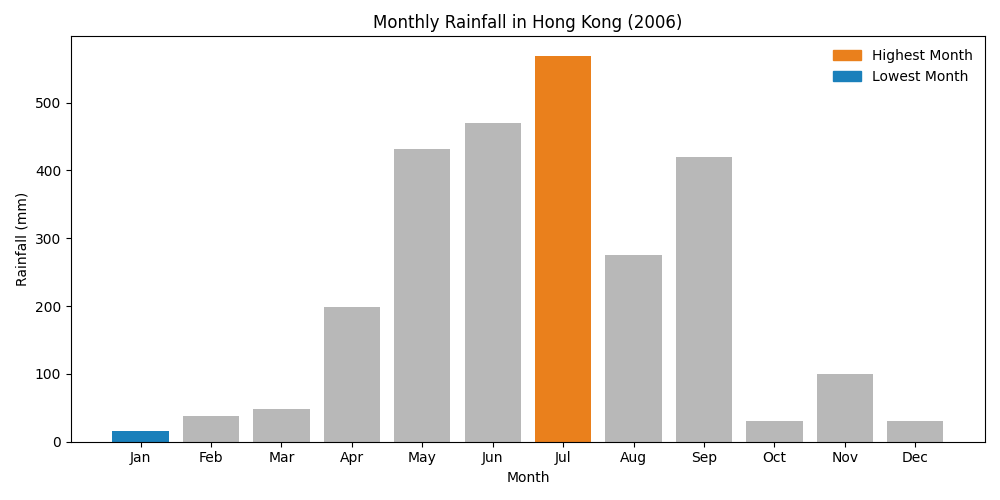 Monthly Rainfall in Hong Kong (2006)
Highest Month
Lowest Month
Rainfall (mm)
500
400
300
200
100
0
Jan Feb Mar Apr May Jun Jul Aug Sep Oct Nov Dec
Month